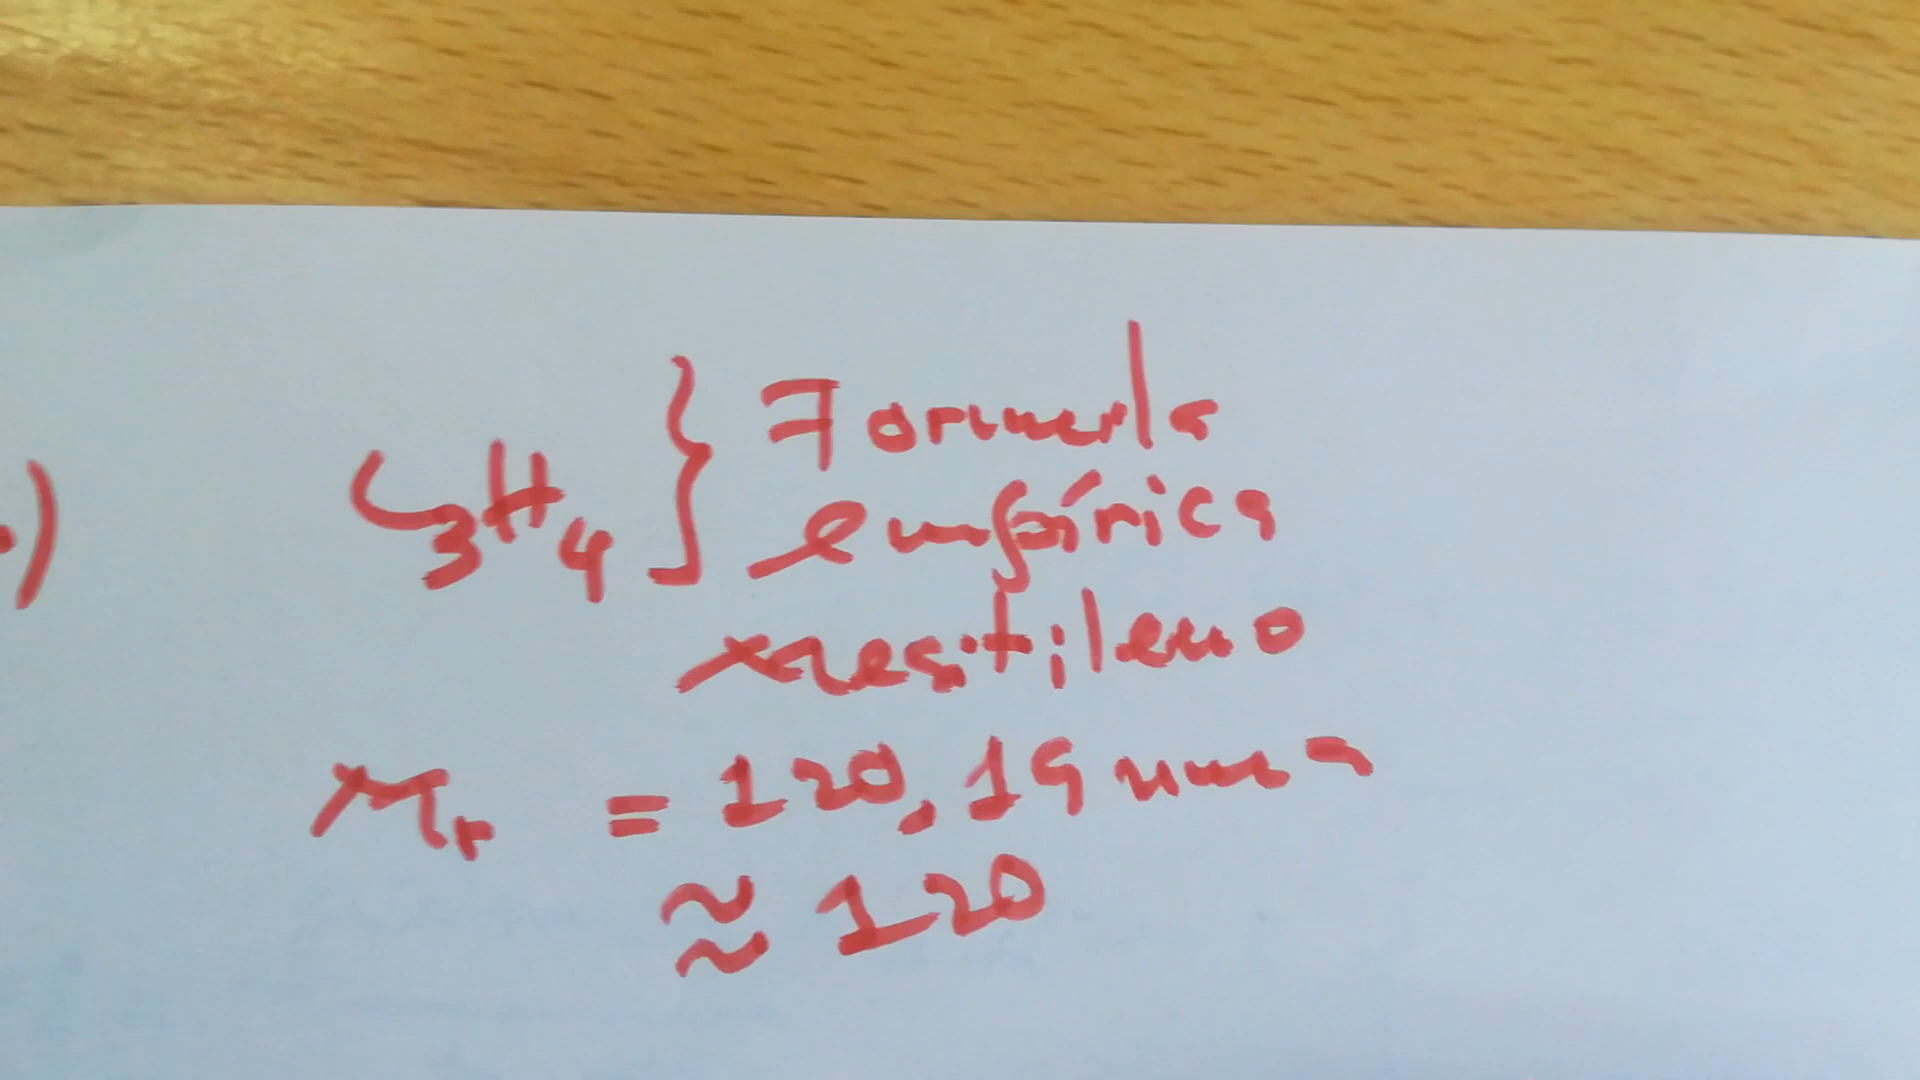 C3H4 } Formula
empírica
mesitileno
Mr = 120,19 uma
≈ 120